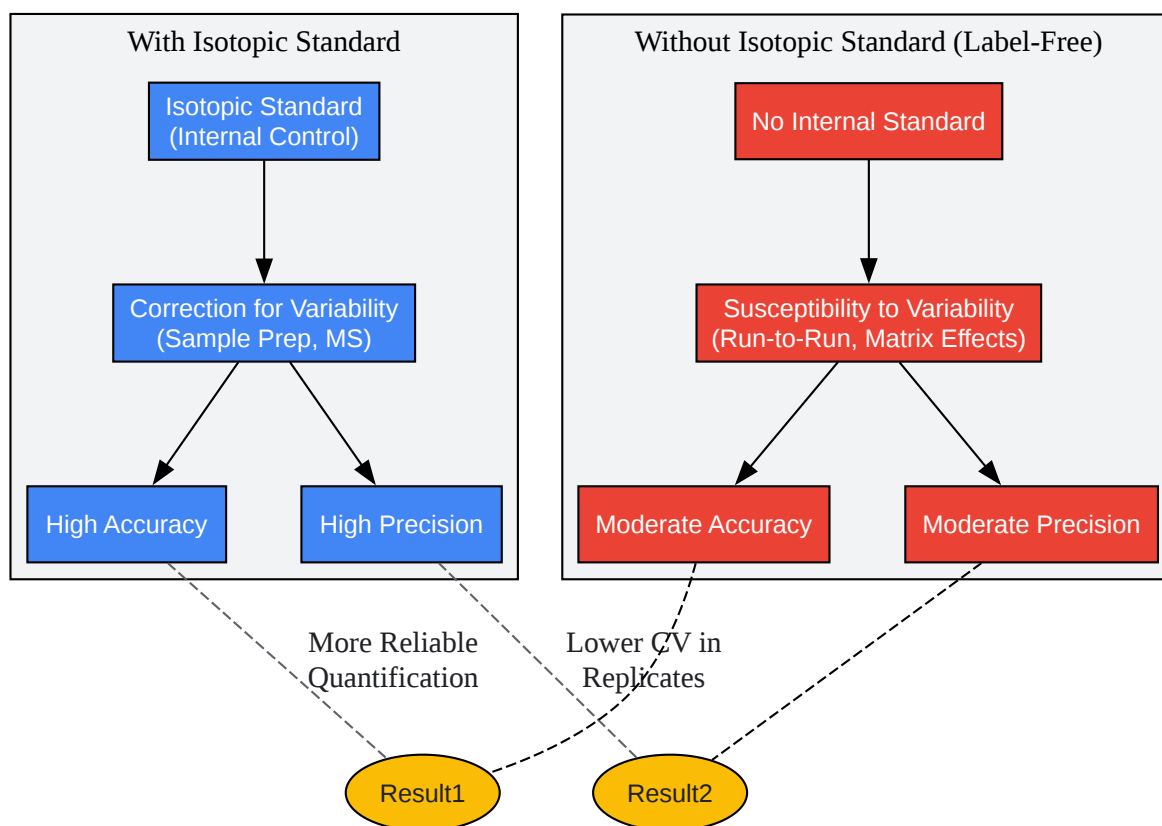 With Isotopic Standard
Isotopic Standard
(Internal Control)
Correction for Variability
(Sample Prep, MS)
High Accuracy
High Precision
Without Isotopic Standard (Label-Free)
No Internal Standard
Susceptibility to Variability
(Run-to-Run, Matrix Effects)
Moderate Accuracy
Moderate Precision
More Reliable
Quantification
Lower CV in
Replicates
Result1
Result2